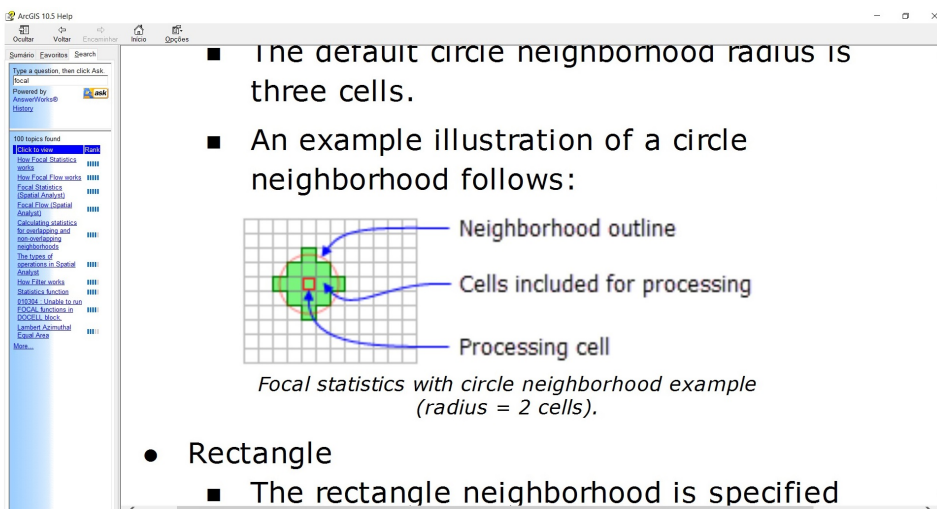 ArcGIS 10.5 Help
Ocultar Voltar Encaminhar Início Opções
Sumário Favoritos Search
Type a question, then click Ask.
focal
Powered by
AnswerWorks® ask
History
100 topics found
Click to view Rank
How Focal Statistics
works
How Focal Flow works
Focal Statistics
(Spatial Analyst)
Focal Flow (Spatial
Analyst)
Calculating statistics
for overlapping and
non-overlapping
neighborhoods
The types of
operations in Spatial
Analyst
How Filter works
Statistics function
010304 : Unable to run
FOCAL functions in
DOCELL block.
Lambert Azimuthal
Equal Area
More...
■ The default circle neighborhood radius is
three cells.
■ An example illustration of a circle
neighborhood follows:
Neighborhood outline
Cells included for processing
Processing cell
Focal statistics with circle neighborhood example
(radius = 2 cells).
● Rectangle
■ The rectangle neighborhood is specified